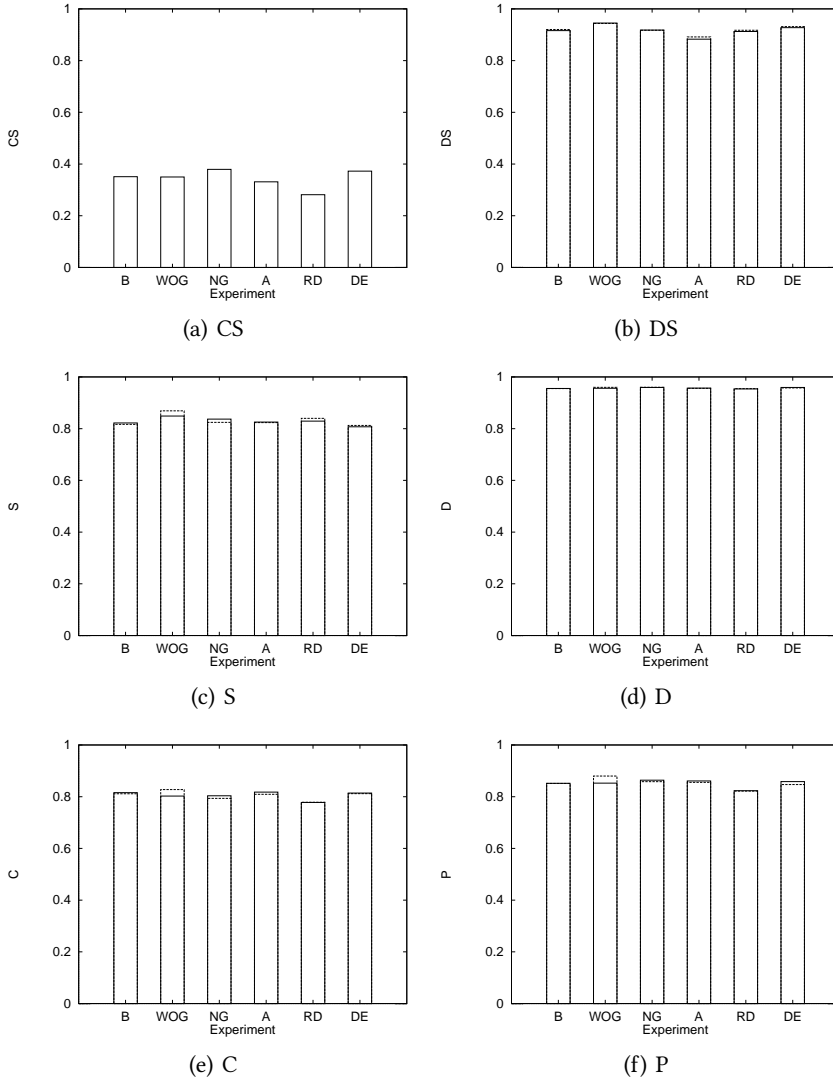 1
0.8
0.6
CS
0.4
0.2
0
B WOG NG A RD DE
Experiment
(a) CS
1
0.8
0.6
DS
0.4
0.2
0
B WOG NG A RD DE
Experiment
(b) DS
1
0.8
0.6
S
0.4
0.2
0
B WOG NG A RD DE
Experiment
(c) S
1
0.8
0.6
D
0.4
0.2
0
B WOG NG A RD DE
Experiment
(d) D
1
0.8
0.6
C
0.4
0.2
0
B WOG NG A RD DE
Experiment
(e) C
1
0.8
0.6
P
0.4
0.2
0
B WOG NG A RD DE
Experiment
(f) P